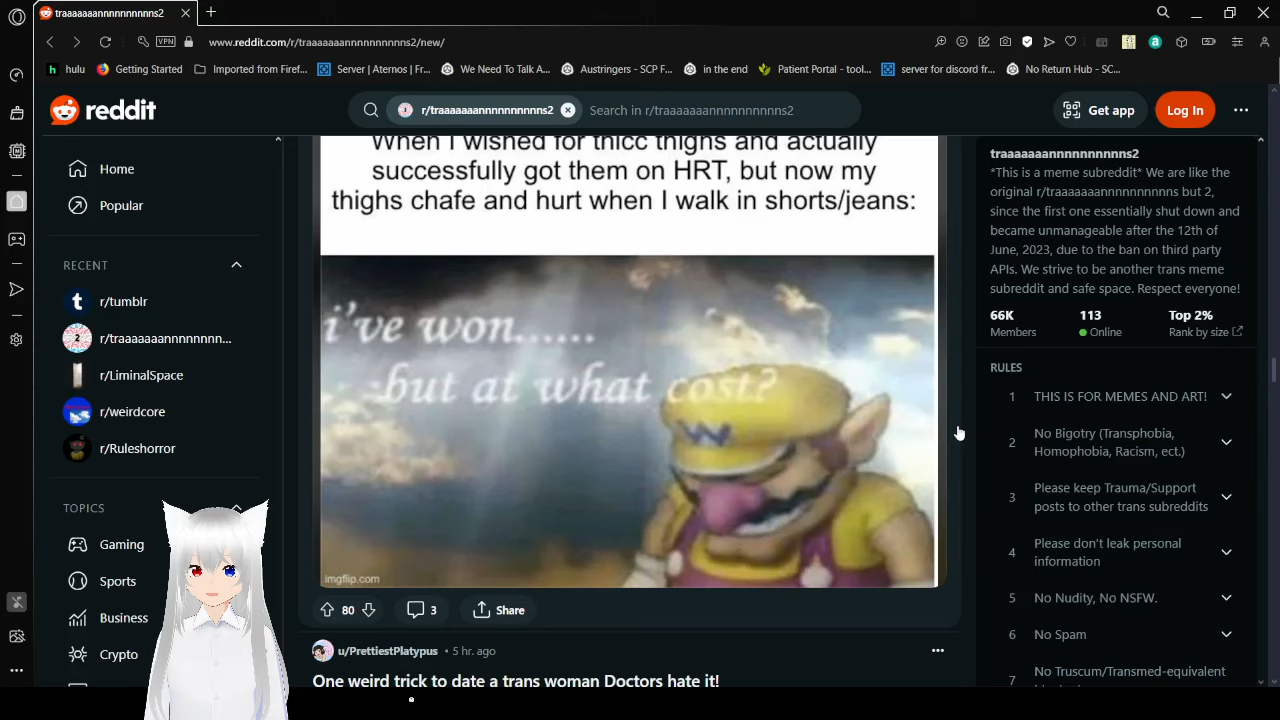 traaaaaaannnnnnnnnns2
VPN
www.reddit.com/r/traaaaaaannnnnnnnnns2/new/
hulu
Getting Started
Imported from Firef...
Server | Aternos | Fr...
We Need To Talk A...
Austringers - SCP F...
in the end
Patient Portal - tool...
server for discord fr...
No Return Hub - SC...
reddit
r/traaaaaaannnnnnnnnns2
Search in r/traaaaaaannnnnnnnnns2
Get app
Log In
Home
Popular
RECENT
r/tumblr
r/traaaaaaannnnnnn...
r/LiminalSpace
r/weirdcore
r/Ruleshorror
TOPICS
Gaming
Sports
Business
Crypto
When I wished for thicc thighs and actually
successfully got them on HRT, but now my
thighs chafe and hurt when I walk in shorts/jeans:
i've won......
but at what cost?
W
imgflip.com
80
3
Share
u/PrettiestPlatypus • 5 hr. ago
One weird trick to date a trans woman Doctors hate it!
traaaaaaannnnnnnnnns2
*This is a meme subreddit* We are like the
original r/traaaaaaannnnnnnnnns but 2,
since the first one essentially shut down and
became unmanageable after the 12th of
June, 2023, due to the ban on third party
APIs. We strive to be another trans meme
subreddit and safe space. Respect everyone!
66K
Members
113
Online
Top 2%
Rank by size
RULES
1 THIS IS FOR MEMES AND ART!
2 No Bigotry (Transphobia,
Homophobia, Racism, ect.)
3 Please keep Trauma/Support
posts to other trans subreddits
4 Please don't leak personal
information
5 No Nudity, No NSFW.
6 No Spam
7 No Truscum/Transmed-equivalent